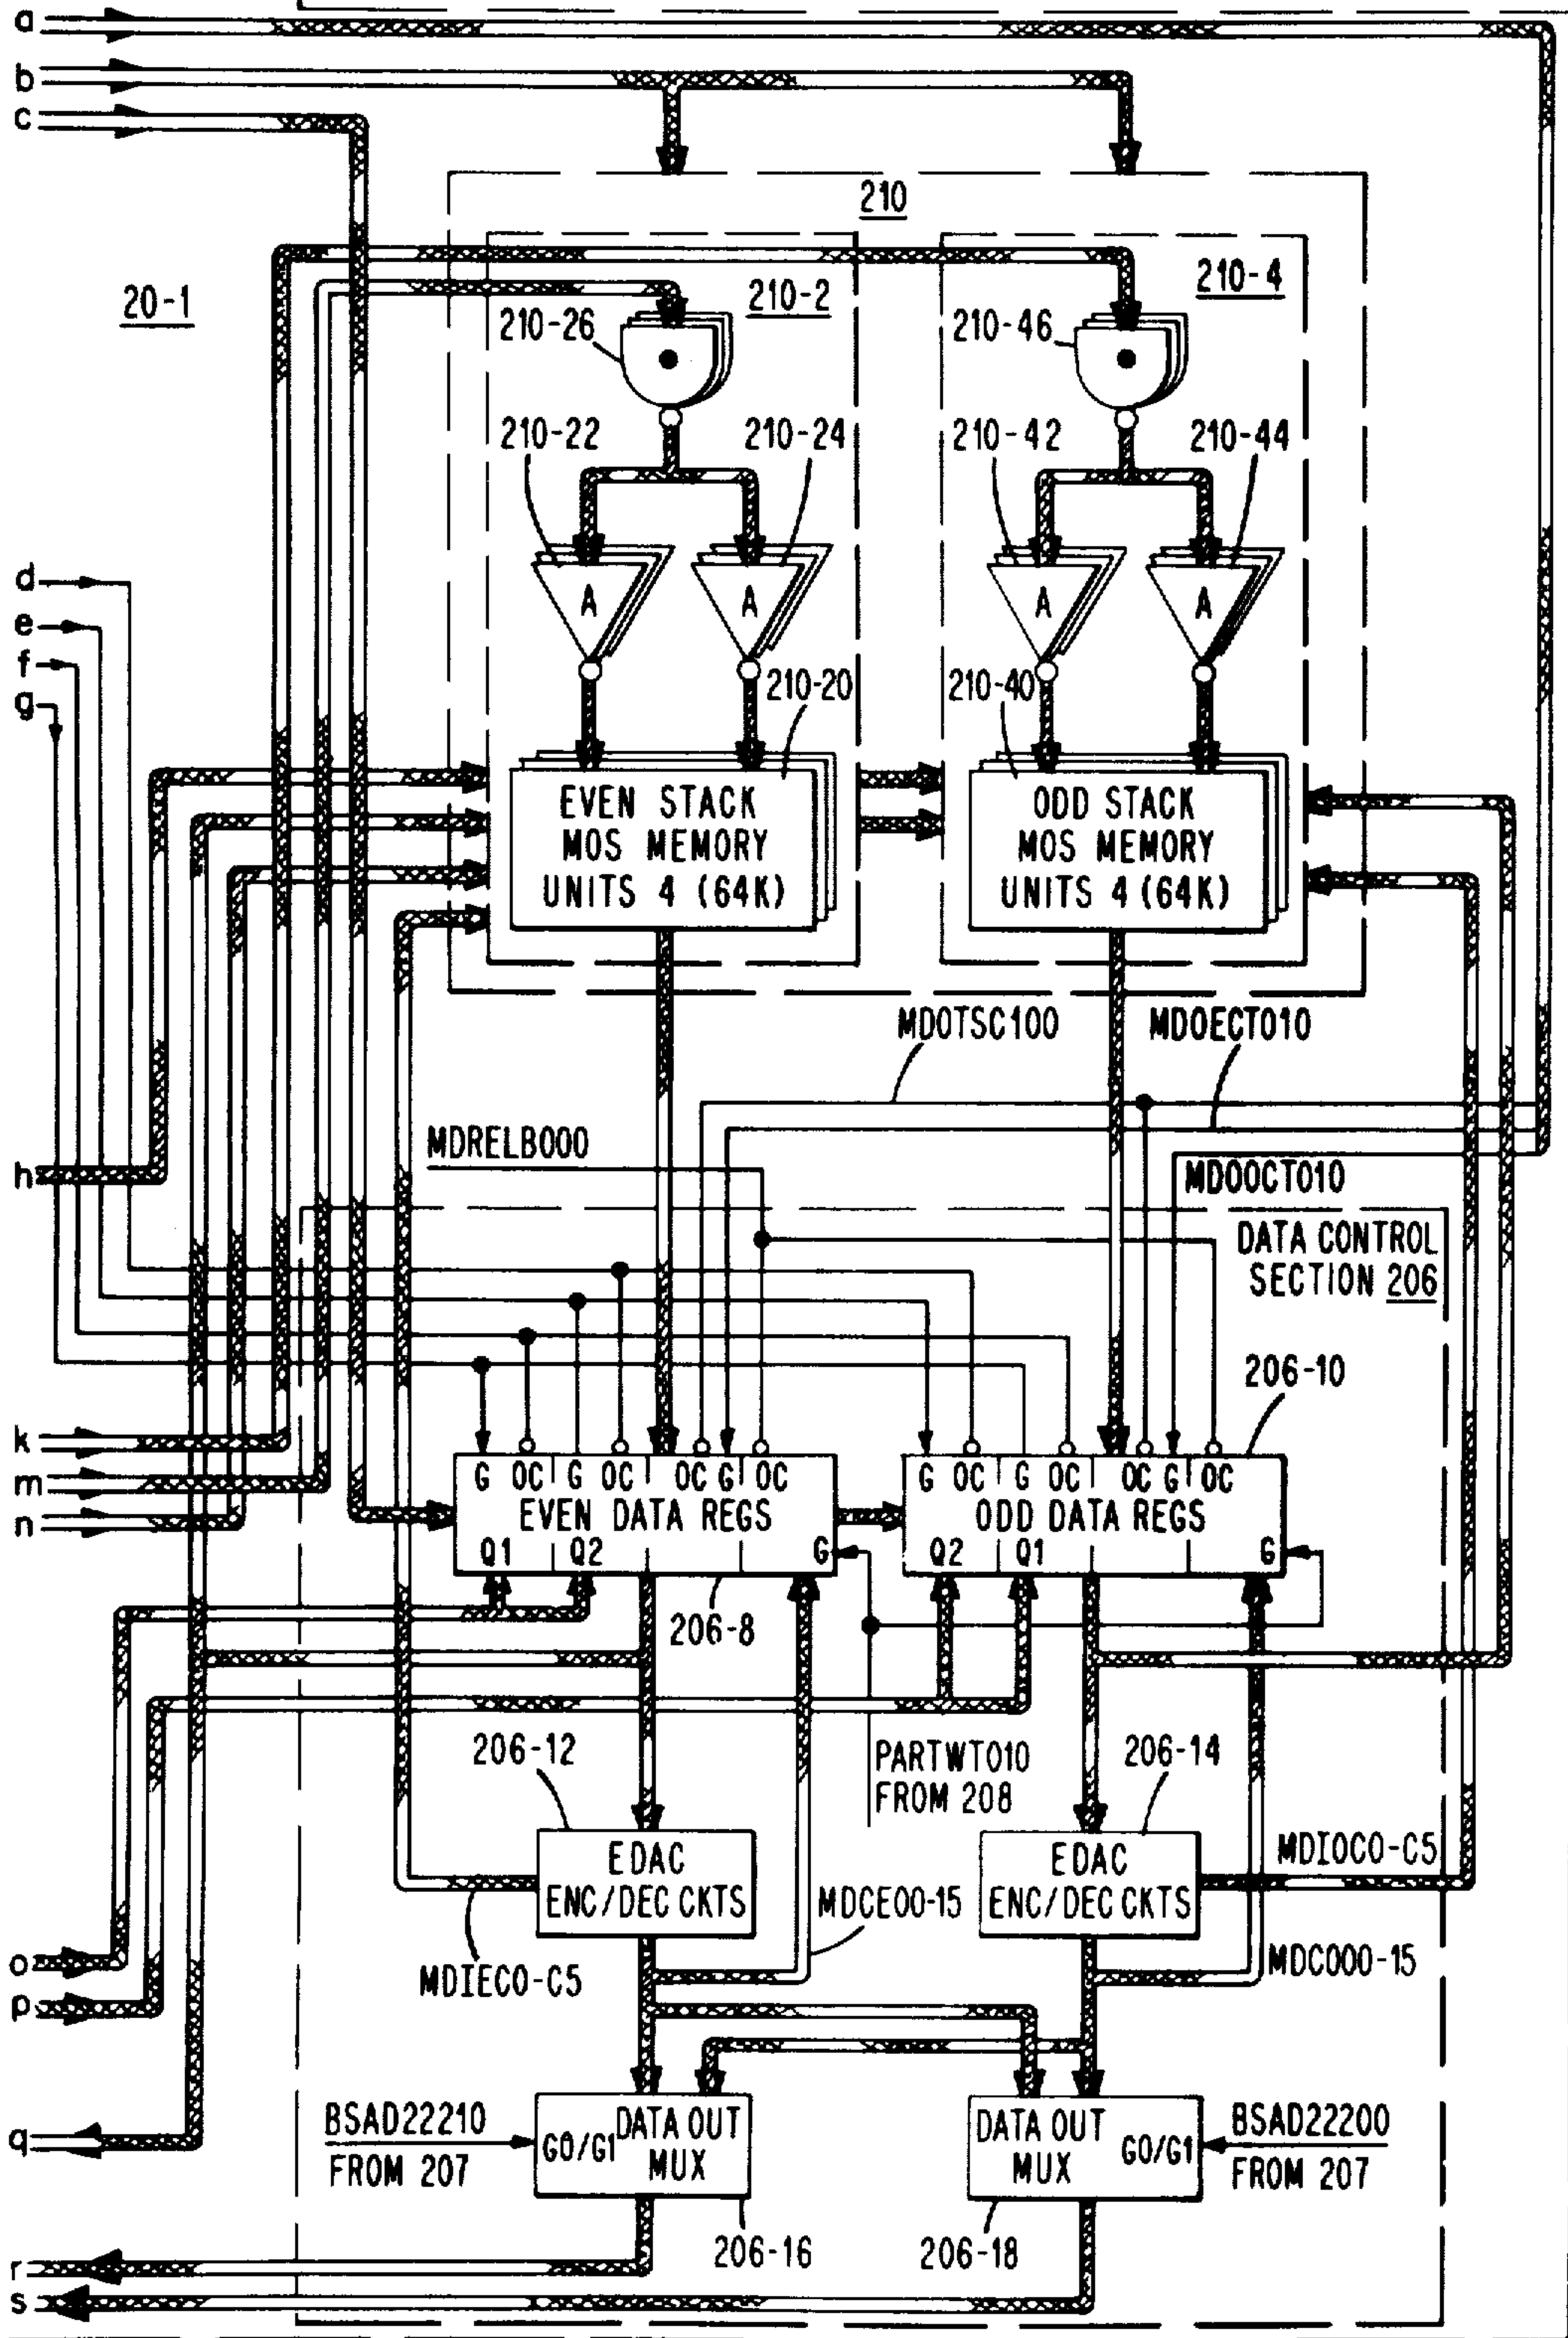 a
b
c
210
20-1
210-2
210-4
210-26
210-46
210-22
210-24
210-42
210-44
d
e
f
g
A
A
A
A
210-20
210-40
EVEN STACK
MOS MEMORY
UNITS 4 (64K)
ODD STACK
MOS MEMORY
UNITS 4 (64K)
MDOTSC100
MDOECT010
MDRELB000
h
MDOOCT010
DATA CONTROL
SECTION 206
206-10
k
m
n
G OC G OC OC G OC
EVEN DATA REGS
Q1 Q2 G
G OC G OC OC G OC
ODD DATA REGS
Q2 Q1 G
206-8
206-12
PARTWT010
FROM 208
206-14
EDAC
ENC/DEC CKTS
EDAC
ENC/DEC CKTS
MDIOC0-C5
MDCE00-15
o
MDIEC0-C5
MDCO00-15
p
q
BSAD22210
FROM 207
G0/G1
DATA OUT
MUX
DATA OUT
MUX
G0/G1
BSAD22200
FROM 207
206-16
206-18
r
s